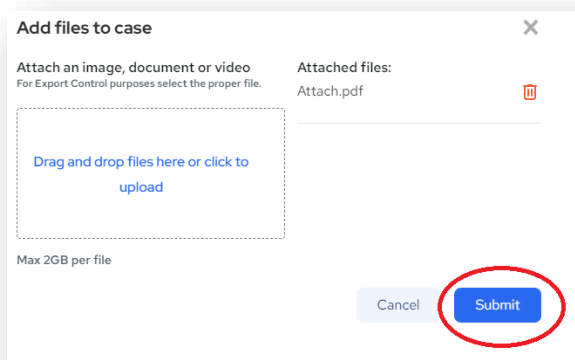 Add files to case
Attach an image, document or video
For Export Control purposes select the proper file.
Drag and drop files here or click to
upload
Max 2GB per file
Attached files:
Attach.pdf
Cancel
Submit